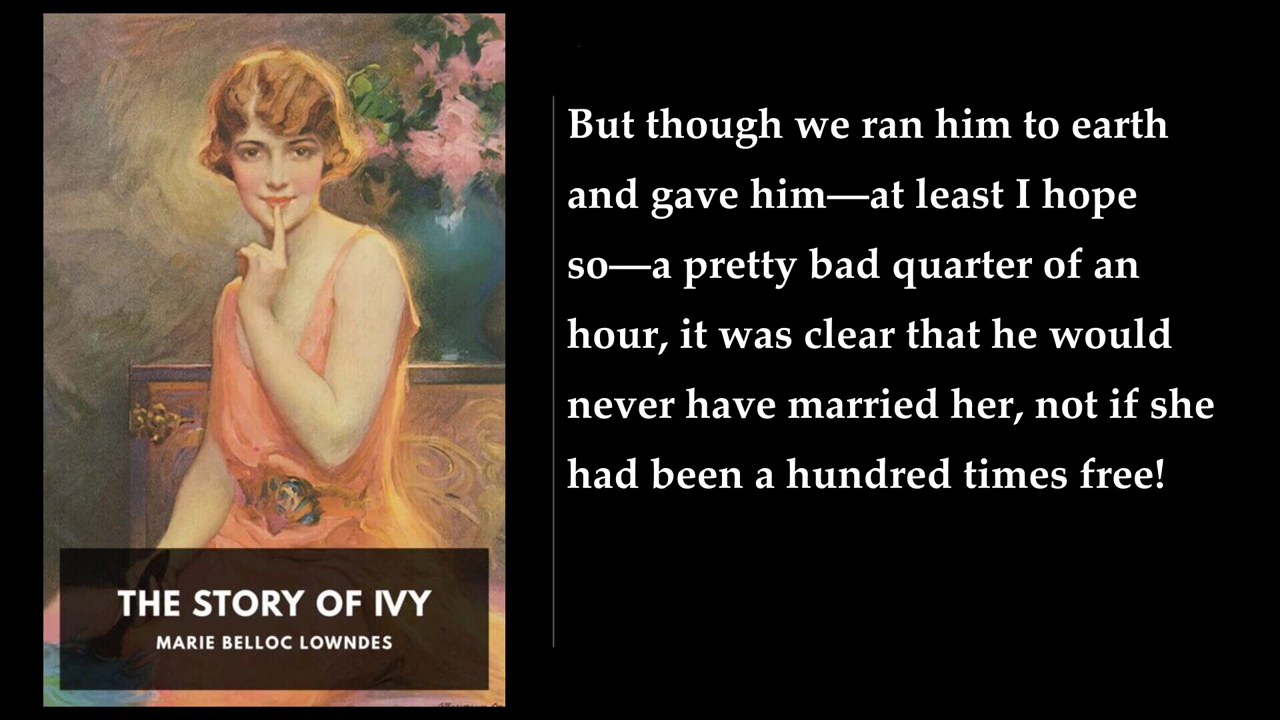 THE STORY OF IVY
MARIE BELLOC LOWNDES
But though we ran him to earth
and gave him—at least I hope
so—a pretty bad quarter of an
hour, it was clear that he would
never have married her, not if she
had been a hundred times free!